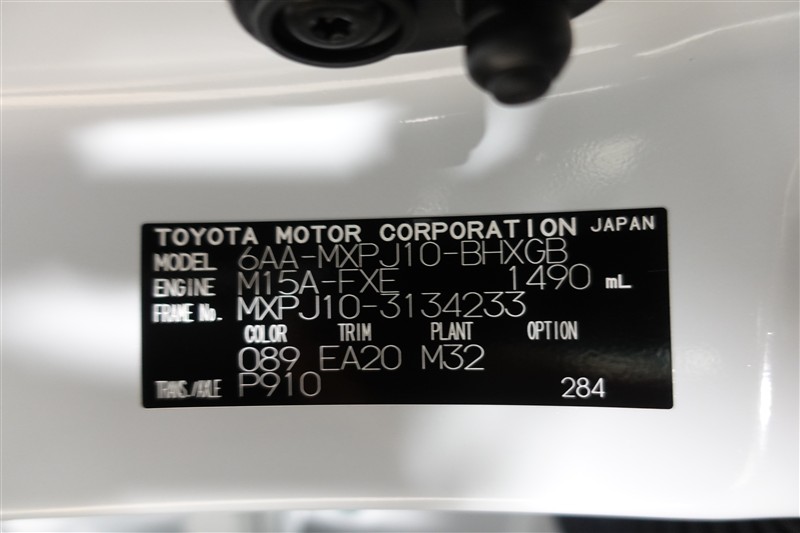 TOYOTA MOTOR CORPORATION JAPAN
MODEL 6AA-MXPJ10-BHXGB
ENGINE M15A-FXE 1490 mL
FRAME No. MXPJ10-3134233
COLOR TRIM PLANT OPTION
089 EA20 M32
TRANS./AXLE P910 284